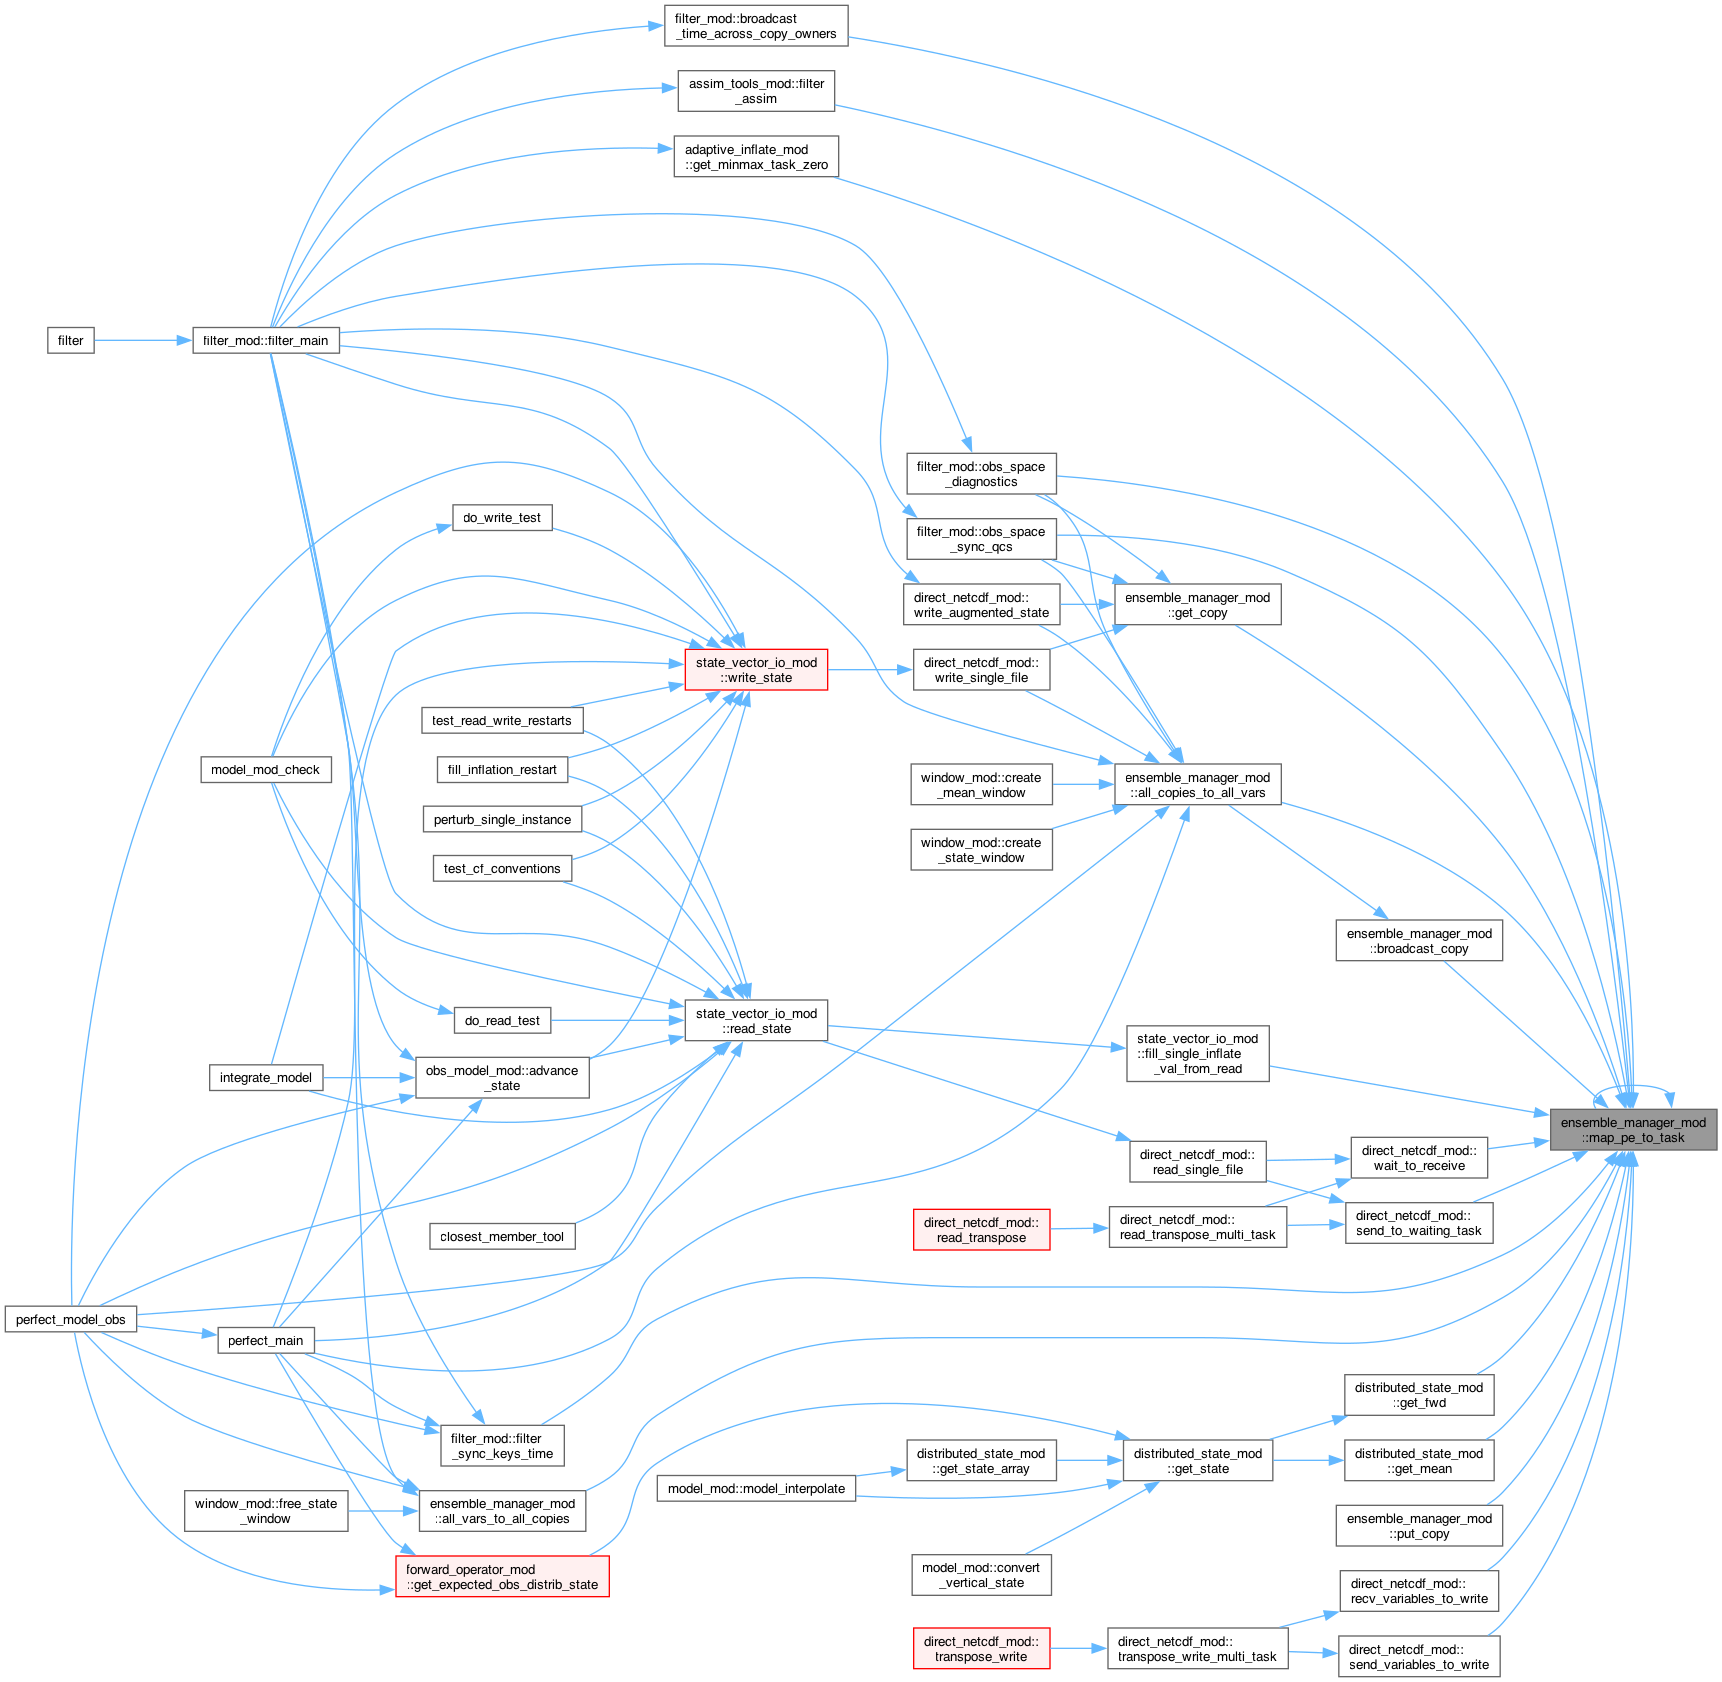 filter_mod::broadcast
_time_across_copy_owners
assim_tools_mod::filter
_assim
adaptive_inflate_mod
::get_minmax_task_zero
filter
filter_mod::filter_main
filter_mod::obs_space
_diagnostics
do_write_test
filter_mod::obs_space
_sync_qcs
direct_netcdf_mod::
write_augmented_state
ensemble_manager_mod
::get_copy
state_vector_io_mod
::write_state
direct_netcdf_mod::
write_single_file
test_read_write_restarts
model_mod_check
fill_inflation_restart
window_mod::create
_mean_window
ensemble_manager_mod
::all_copies_to_all_vars
perturb_single_instance
window_mod::create
_state_window
test_cf_conventions
ensemble_manager_mod
::broadcast_copy
do_read_test
state_vector_io_mod
::read_state
state_vector_io_mod
::fill_single_inflate
_val_from_read
integrate_model
obs_model_mod::advance
_state
ensemble_manager_mod
::map_pe_to_task
direct_netcdf_mod::
read_single_file
direct_netcdf_mod::
wait_to_receive
closest_member_tool
direct_netcdf_mod::
read_transpose
direct_netcdf_mod::
read_transpose_multi_task
direct_netcdf_mod::
send_to_waiting_task
perfect_model_obs
perfect_main
distributed_state_mod
::get_fwd
filter_mod::filter
_sync_keys_time
distributed_state_mod
::get_state_array
distributed_state_mod
::get_state
distributed_state_mod
::get_mean
model_mod::model_interpolate
window_mod::free_state
_window
ensemble_manager_mod
::all_vars_to_all_copies
ensemble_manager_mod
::put_copy
forward_operator_mod
::get_expected_obs_distrib_state
model_mod::convert
_vertical_state
direct_netcdf_mod::
recv_variables_to_write
direct_netcdf_mod::
transpose_write
direct_netcdf_mod::
transpose_write_multi_task
direct_netcdf_mod::
send_variables_to_write